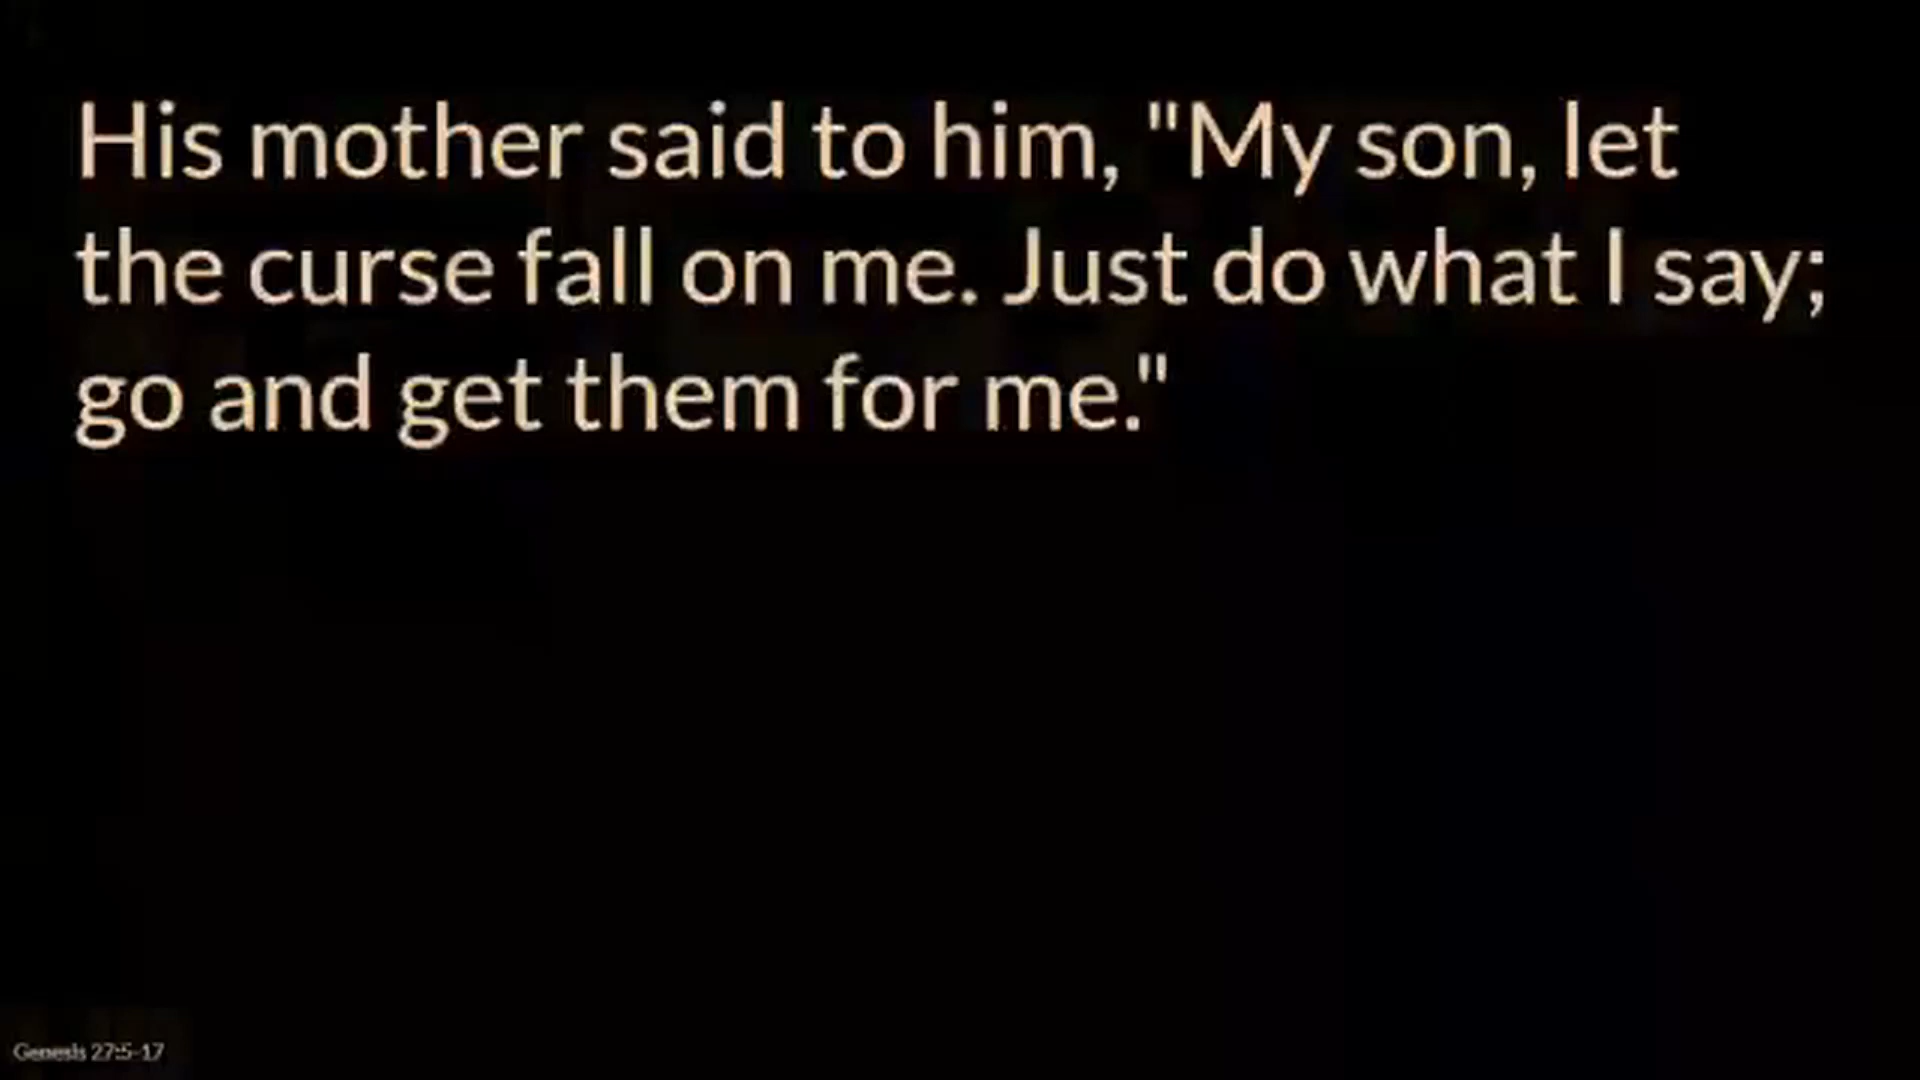 His mother said to him, "My son, let
the curse fall on me. Just do what I say;
go and get them for me."
Genesis 27:5-17